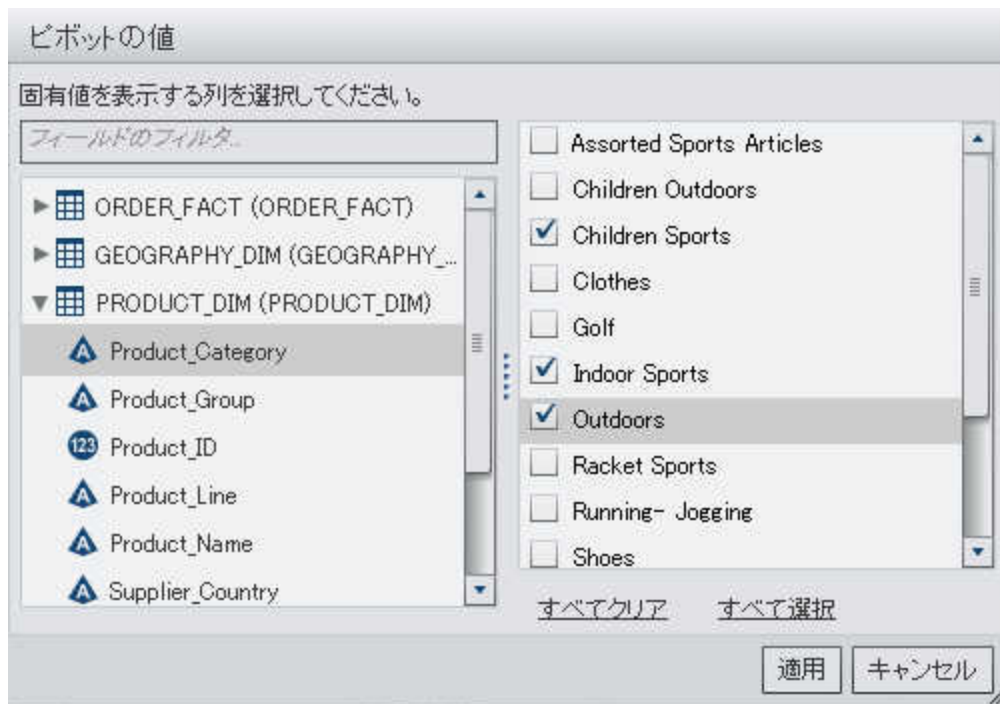 ピボットの値
固有値を表示する列を選択してください。
フィールドのフィルタ..
ORDER_FACT (ORDER_FACT)
GEOGRAPHY_DIM (GEOGRAPHY_...
PRODUCT_DIM (PRODUCT_DIM)
Product_Category
Product_Group
123 Product_ID
Product_Line
Product_Name
Supplier_Country
Assorted Sports Articles
Children Outdoors
Children Sports
Clothes
Golf
Indoor Sports
Outdoors
Racket Sports
Running- Jogging
Shoes
すべてクリア すべて選択
適用 キャンセル